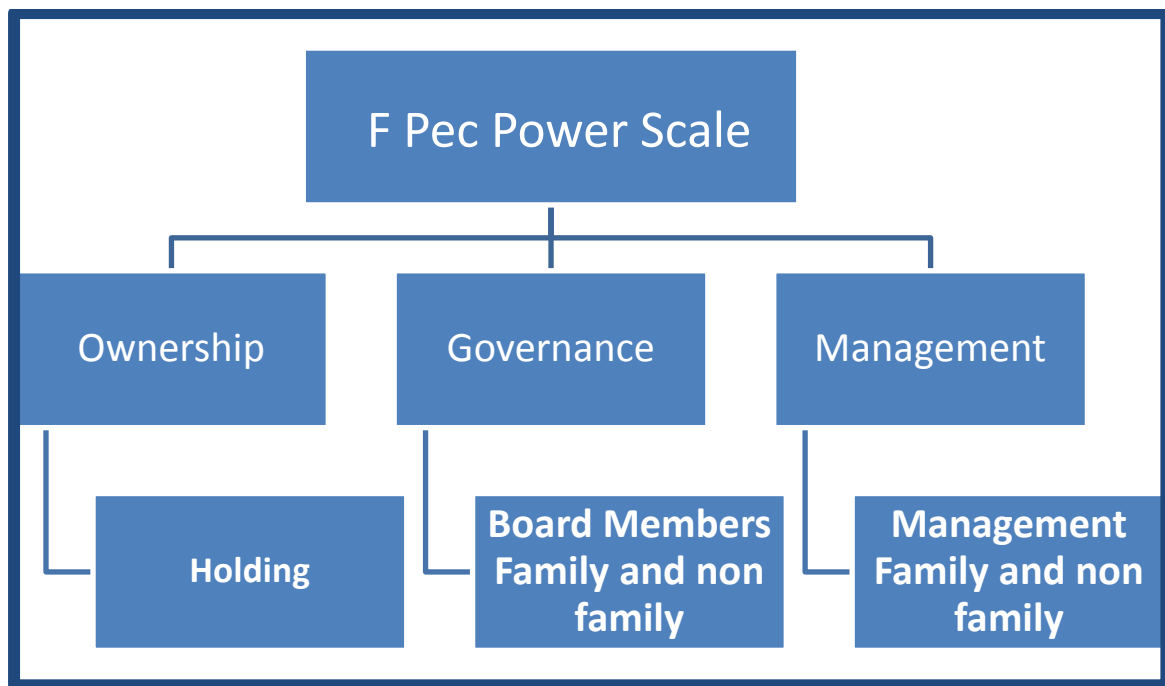 F Pec Power Scale
Ownership
Governance
Management
Holding
Board Members
Family and non
family
Management
Family and non
family